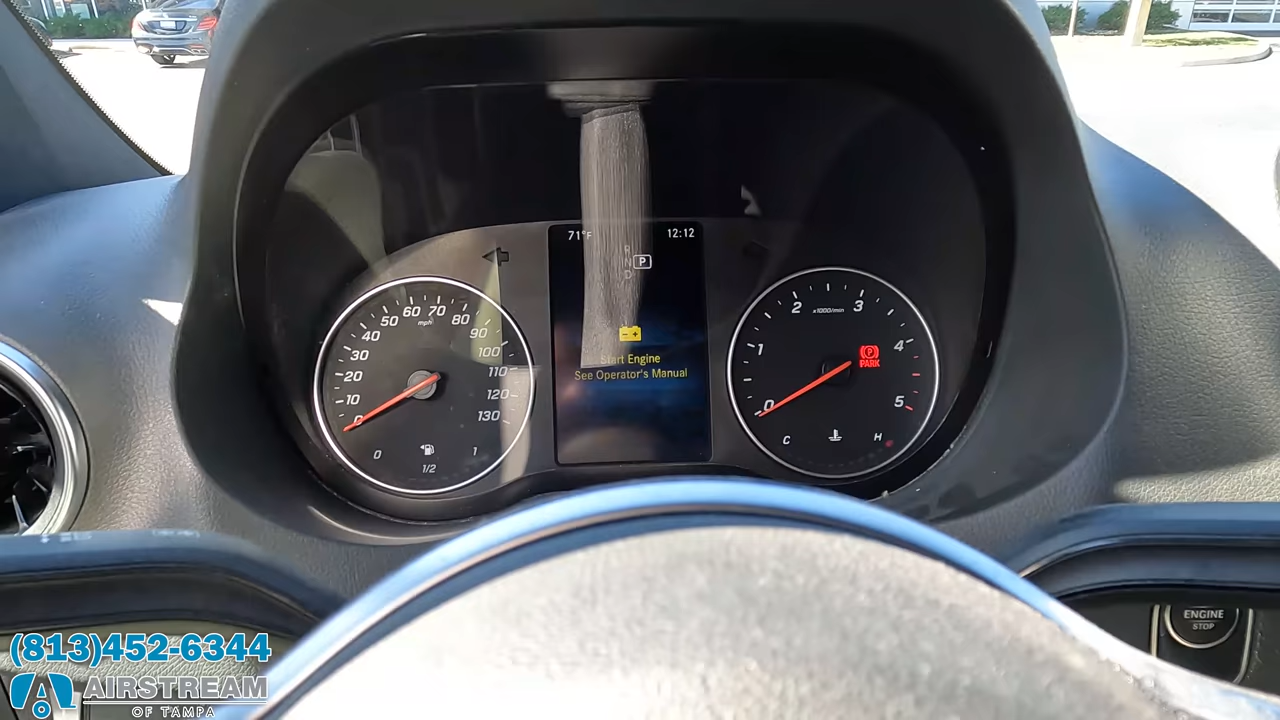 71°F 12:12
R
N P
D
Start Engine
See Operator's Manual
0 10 20 30 40 50 60 70 80 90 100 110 120 130
mph
0 1/2 1
0 1 2 3 4 5
x1000/min
P
PARK
C H
ENGINE
STOP
(813)452-6344
AIRSTREAM
OF TAMPA